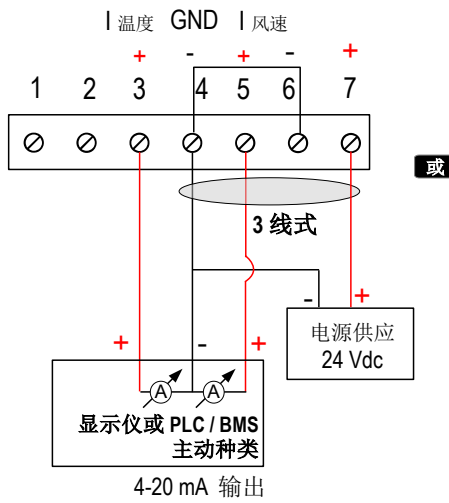 I 温度 GND I 风速
+ - + - +
1 2 3 4 5 6 7
或
3 线式
- +
电源供应
24 Vdc
+ - +
A A
显示仪或 PLC / BMS
主动种类
4-20 mA 输出